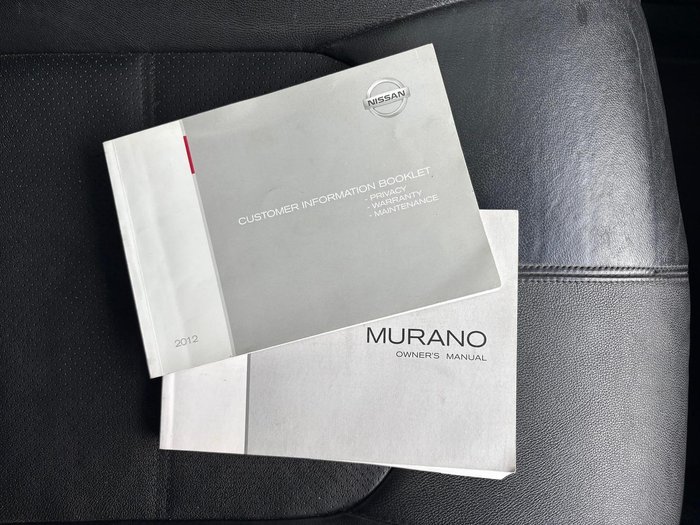 NISSAN
CUSTOMER INFORMATION BOOKLET
- PRIVACY
- WARRANTY
- MAINTENANCE
2012
MURANO
OWNER'S MANUAL